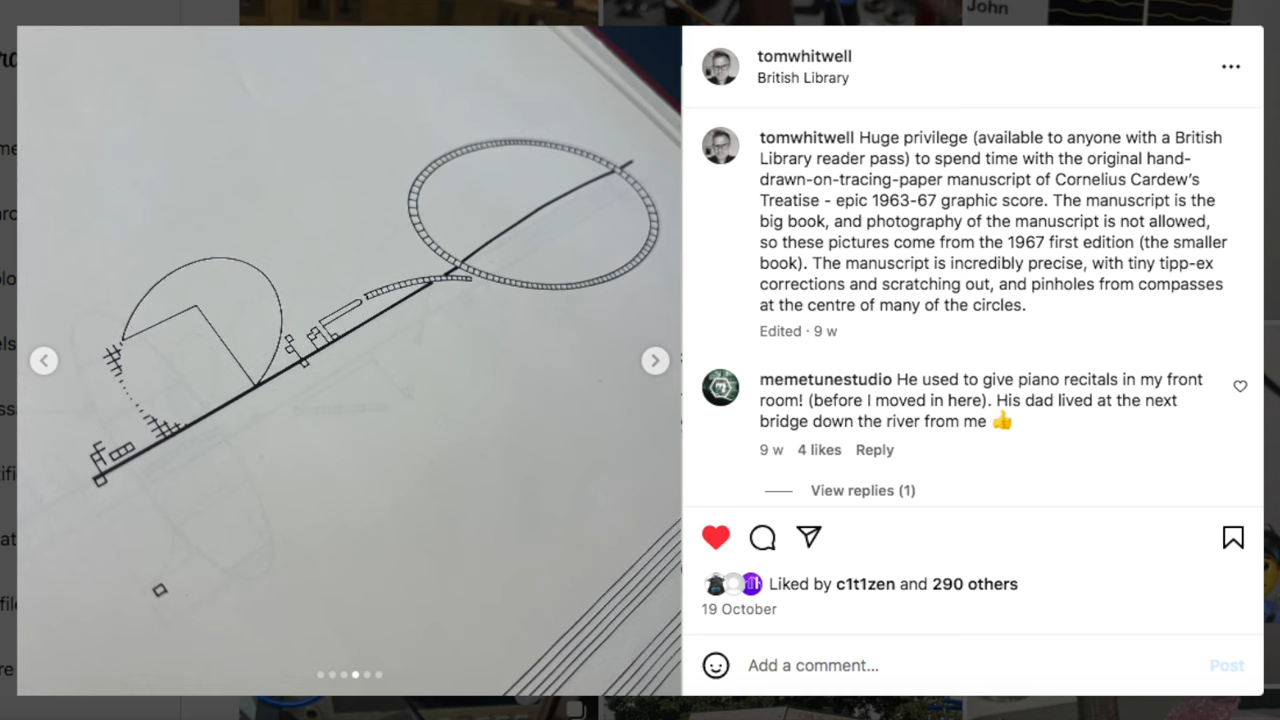 John
tomwhitwell
British Library
tomwhitwell Huge privilege (available to anyone with a British
Library reader pass) to spend time with the original hand-
drawn-on-tracing-paper manuscript of Cornelius Cardew's
Treatise - epic 1963-67 graphic score. The manuscript is the
big book, and photography of the manuscript is not allowed,
so these pictures come from the 1967 first edition (the smaller
book). The manuscript is incredibly precise, with tiny tipp-ex
corrections and scratching out, and pinholes from compasses
at the centre of many of the circles.
Edited · 9 w
memetunestudio He used to give piano recitals in my front
room! (before I moved in here). His dad lived at the next
bridge down the river from me 👍
9 w 4 likes Reply
View replies (1)
Liked by c1t1zen and 290 others
19 October
Add a comment...
Post